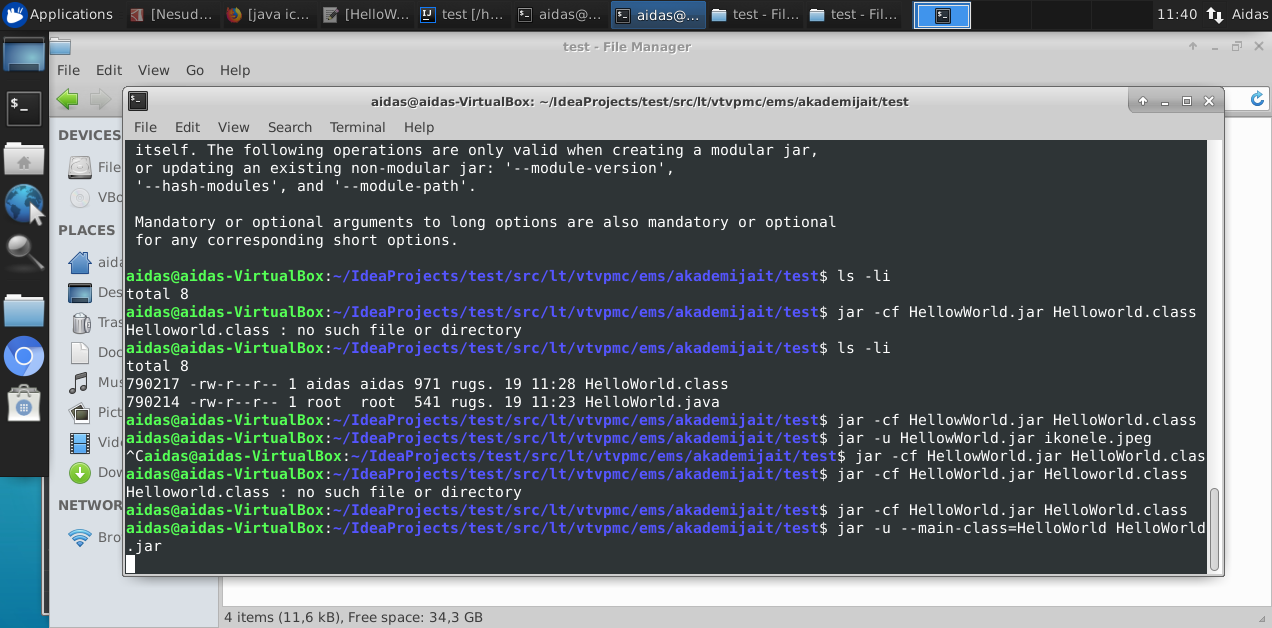 Applications
[Nesud...
[java ic...
[HelloW...
test [/h...
aidas@...
aidas@...
test - Fil...
test - Fil...
11:40
Aidas
test - File Manager
File Edit View Go Help
DEVICES
File
VBo
PLACES
aida
Des
Tras
Doc
Mus
Pict
Vide
Dow
NETWOR
Bro
aidas@aidas-VirtualBox: ~/IdeaProjects/test/src/lt/vtvpmc/ems/akademijait/test
File Edit View Search Terminal Help
itself. The following operations are only valid when creating a modular jar,
or updating an existing non-modular jar: '--module-version',
'--hash-modules', and '--module-path'.
Mandatory or optional arguments to long options are also mandatory or optional
for any corresponding short options.
aidas@aidas-VirtualBox:~/IdeaProjects/test/src/lt/vtvpmc/ems/akademijait/test$ ls -li
total 8
aidas@aidas-VirtualBox:~/IdeaProjects/test/src/lt/vtvpmc/ems/akademijait/test$ jar -cf HellowWorld.jar Helloworld.class
Helloworld.class : no such file or directory
aidas@aidas-VirtualBox:~/IdeaProjects/test/src/lt/vtvpmc/ems/akademijait/test$ ls -li
total 8
790217 -rw-r--r-- 1 aidas aidas 971 rugs. 19 11:28 HelloWorld.class
790214 -rw-r--r-- 1 root  root  541 rugs. 19 11:23 HelloWorld.java
aidas@aidas-VirtualBox:~/IdeaProjects/test/src/lt/vtvpmc/ems/akademijait/test$ jar -cf HellowWorld.jar HelloWorld.class
aidas@aidas-VirtualBox:~/IdeaProjects/test/src/lt/vtvpmc/ems/akademijait/test$ jar -u HellowWorld.jar ikonele.jpeg
^Caidas@aidas-VirtualBox:~/IdeaProjects/test/src/lt/vtvpmc/ems/akademijait/test$ jar -cf HellowWorld.jar HelloWorld.clas
aidas@aidas-VirtualBox:~/IdeaProjects/test/src/lt/vtvpmc/ems/akademijait/test$ jar -cf HelloWorld.jar Helloworld.class
Helloworld.class : no such file or directory
aidas@aidas-VirtualBox:~/IdeaProjects/test/src/lt/vtvpmc/ems/akademijait/test$ jar -cf HelloWorld.jar HelloWorld.class
aidas@aidas-VirtualBox:~/IdeaProjects/test/src/lt/vtvpmc/ems/akademijait/test$ jar -u --main-class=HelloWorld HelloWorld
.jar
4 items (11,6 kB), Free space: 34,3 GB